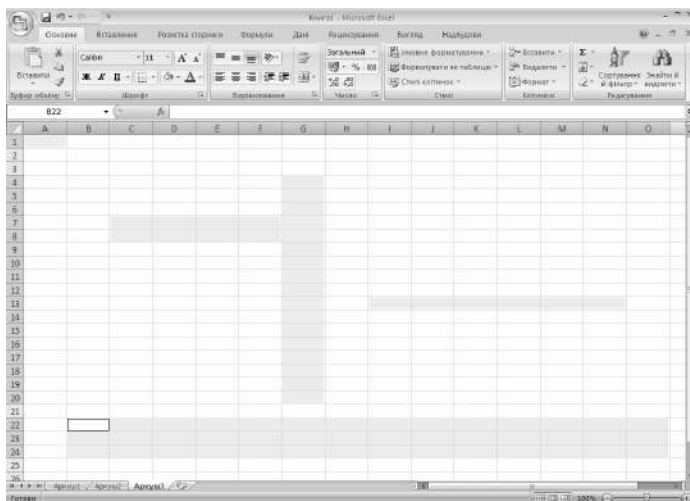 Книга1 - Microsoft Excel
Основне Вставлення Розмітка сторінки Формули Дані Рецензування Вигляд Надбудови
Calibri 11 Загальний Умовне форматування Вставити Σ
Вставити Ж К П % 000 Форматувати як таблицю Видалити Сортування Знайти й
Стилі клітинок Формат й фільтр виділити
Буфер обміну Шрифт Вирівнювання Число Стилі Клітинки Редагування
B22 fx
A B C D E F G H I J K L M N O
1
2
3
4
5
6
7
8
9
10
11
12
13
14
15
16
17
18
19
20
21
22
23
24
25
26
Аркуш1 Аркуш2 Аркуш3
Готово 100%